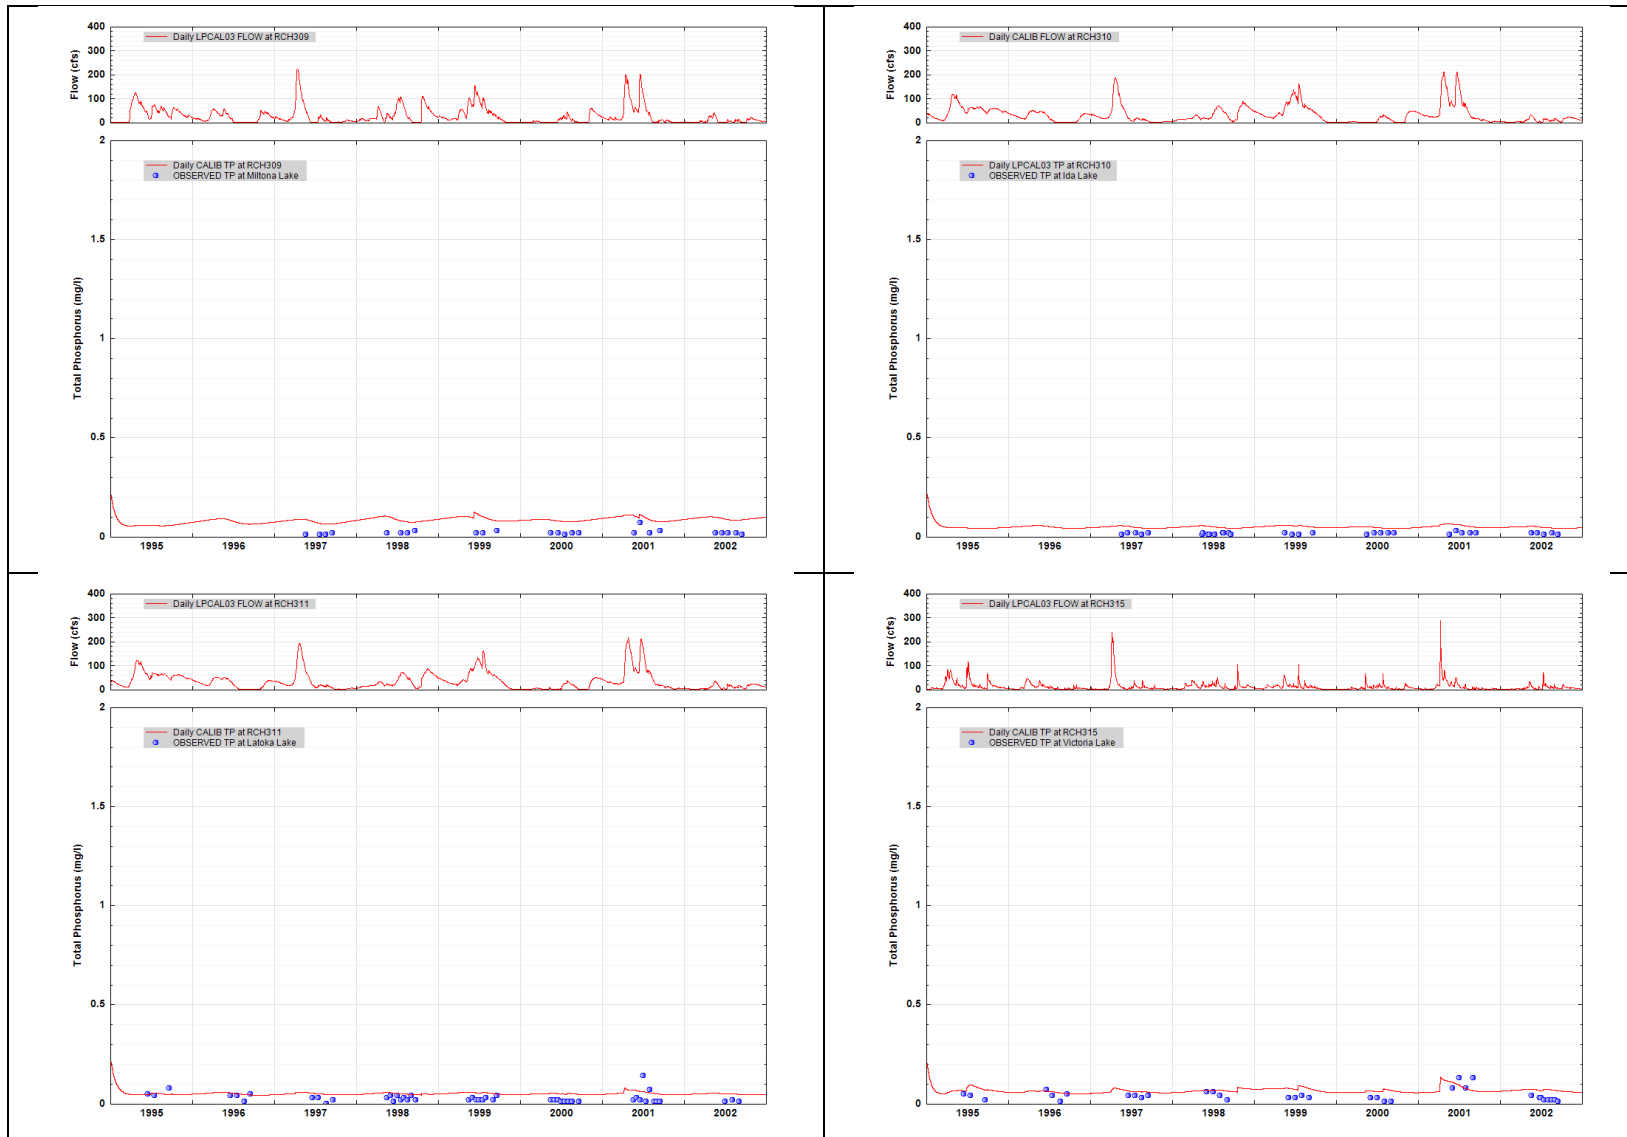 400
300
200
100
0
Flow (cfs)
Daily LPCAL03 FLOW at RCH309
2
1.5
1
0.5
0
Total Phosphorus (mg/l)
Daily CALIB TP at RCH309
OBSERVED TP at Miltona Lake
1995 1996 1997 1998 1999 2000 2001 2002
400
300
200
100
0
Flow (cfs)
Daily CALIB FLOW at RCH310
2
1.5
1
0.5
0
Total Phosphorus (mg/l)
Daily LPCAL03 TP at RCH310
OBSERVED TP at Ida Lake
1995 1996 1997 1998 1999 2000 2001 2002
400
300
200
100
0
Flow (cfs)
Daily LPCAL03 FLOW at RCH311
2
1.5
1
0.5
0
Total Phosphorus (mg/l)
Daily CALIB TP at RCH311
OBSERVED TP at Latoka Lake
1995 1996 1997 1998 1999 2000 2001 2002
400
300
200
100
0
Flow (cfs)
Daily LPCAL03 FLOW at RCH315
2
1.5
1
0.5
0
Total Phosphorus (mg/l)
Daily CALIB TP at RCH315
OBSERVED TP at Victoria Lake
1995 1996 1997 1998 1999 2000 2001 2002